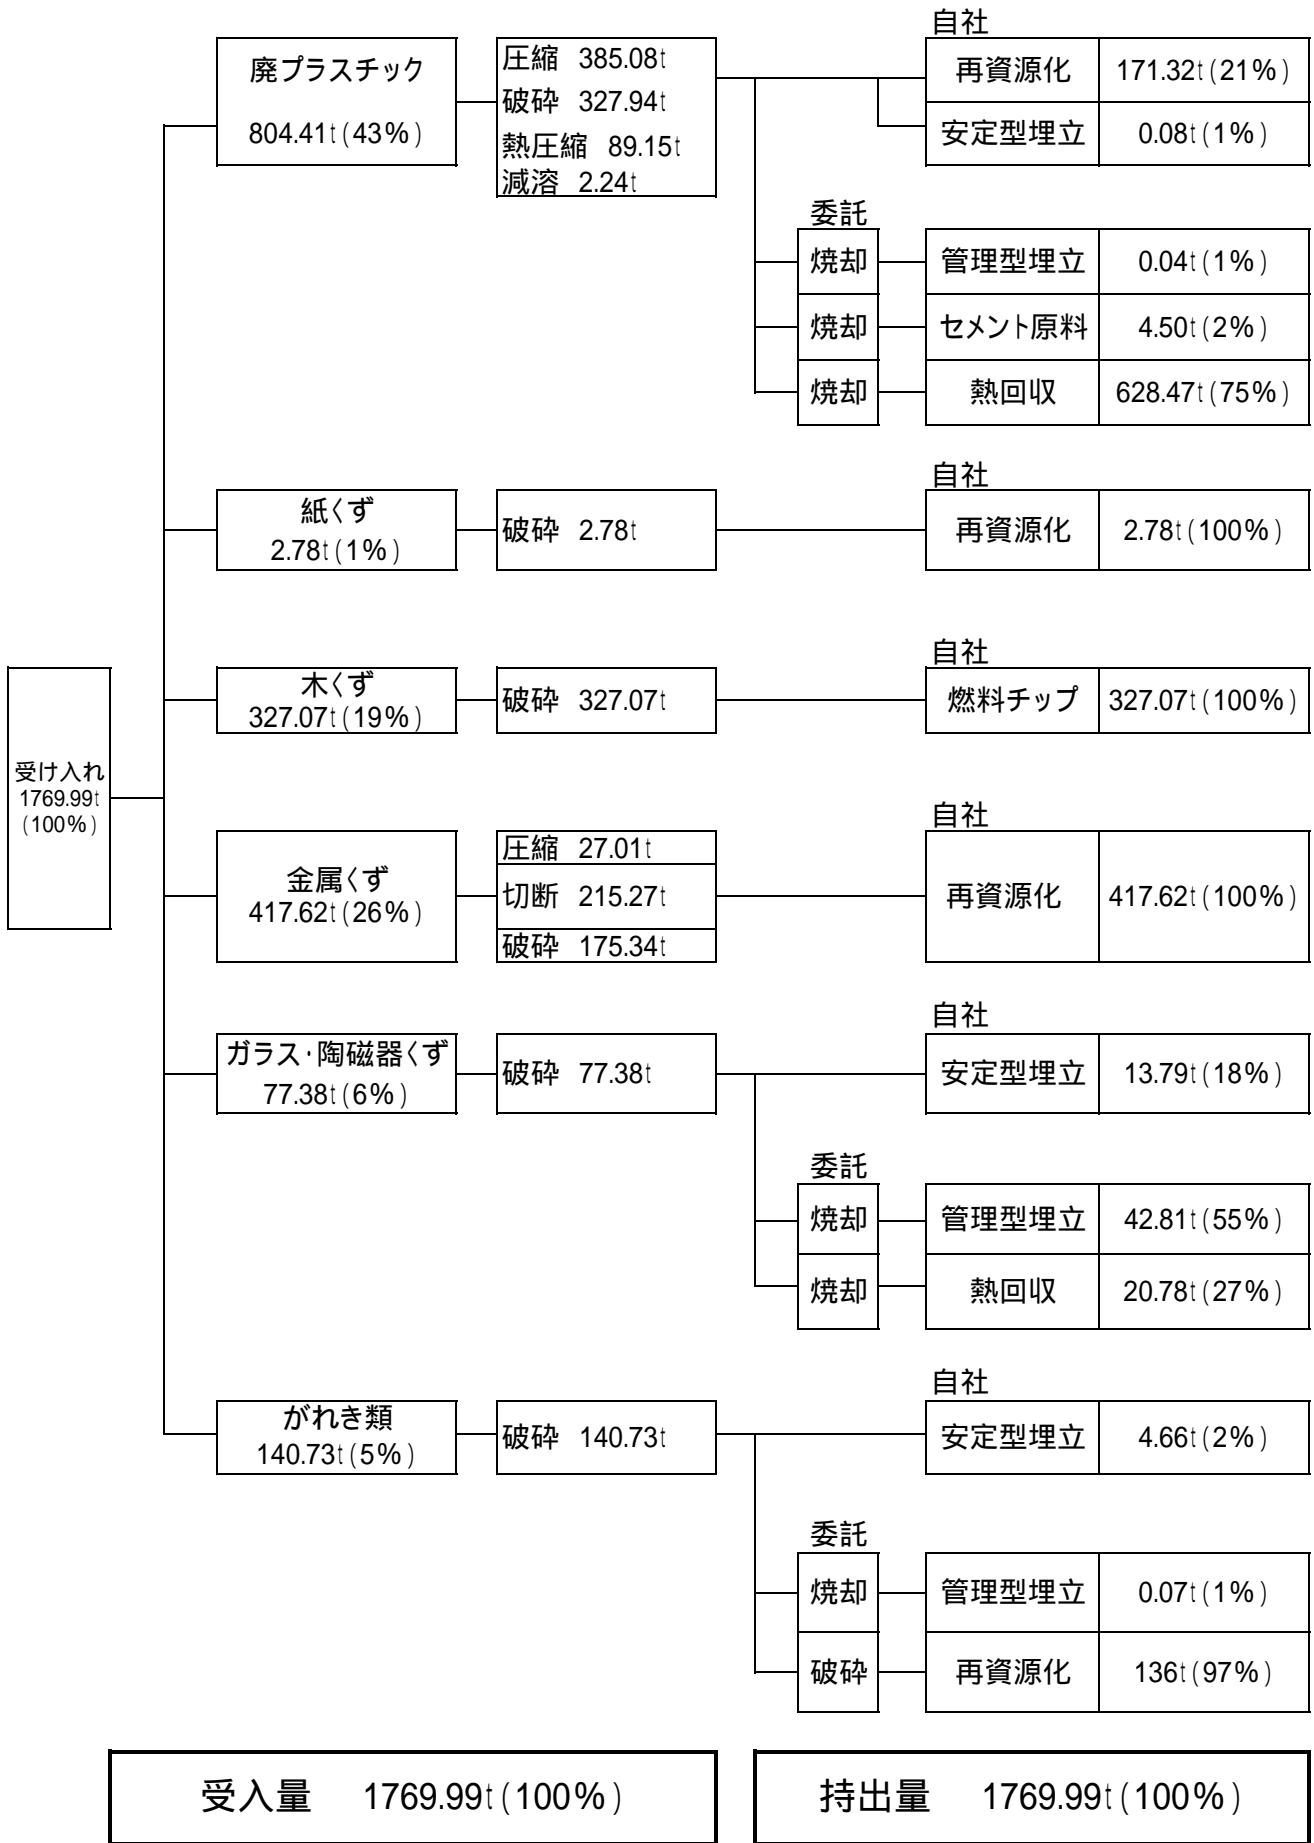 自社
廃プラスチック
804.41t(43%)
圧縮 385.08t
破砕 327.94t
熱圧縮 89.15t
減溶 2.24t
再資源化 171.32t(21%)
安定型埋立 0.08t(1%)
委託
焼却 管理型埋立 0.04t(1%)
焼却 セメント原料 4.50t(2%)
焼却 熱回収 628.47t(75%)
自社
紙くず
2.78t(1%)
破砕 2.78t
再資源化 2.78t(100%)
自社
木くず
327.07t(19%)
破砕 327.07t
燃料チップ 327.07t(100%)
受け入れ
1769.99t
(100%)
自社
金属くず
417.62t(26%)
圧縮 27.01t
切断 215.27t
破砕 175.34t
再資源化 417.62t(100%)
自社
ガラス・陶磁器くず
77.38t(6%)
破砕 77.38t
安定型埋立 13.79t(18%)
委託
焼却 管理型埋立 42.81t(55%)
焼却 熱回収 20.78t(27%)
自社
がれき類
140.73t(5%)
破砕 140.73t
安定型埋立 4.66t(2%)
委託
焼却 管理型埋立 0.07t(1%)
破砕 再資源化 136t(97%)
受入量 1769.99t(100%)
持出量 1769.99t(100%)